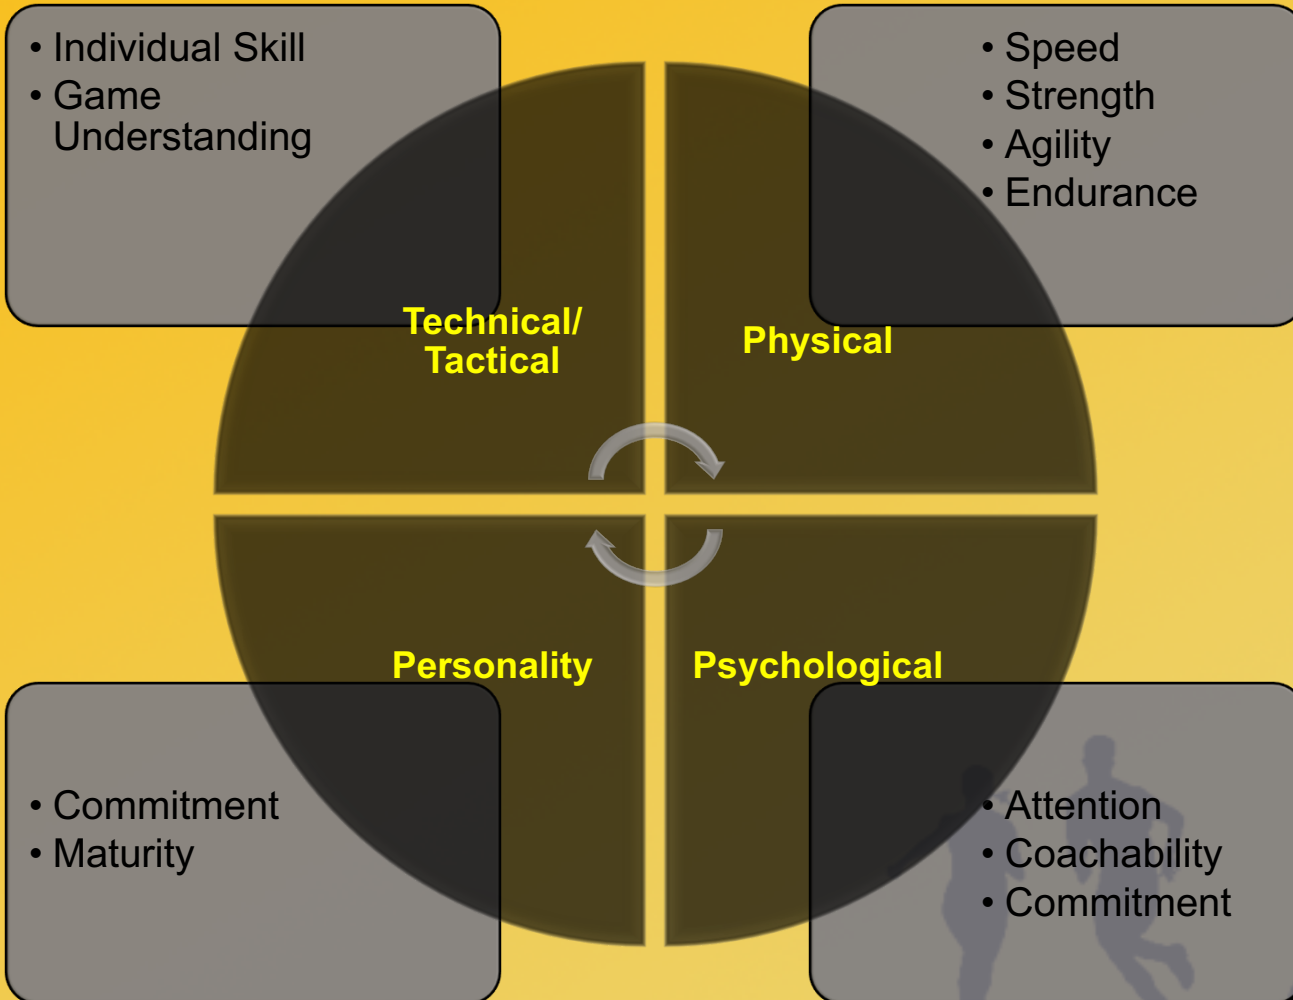 • Individual Skill
• Game
Understanding
• Speed
• Strength
• Agility
• Endurance
Technical/
Tactical
Physical
Personality
Psychological
• Commitment
• Maturity
• Attention
• Coachability
• Commitment